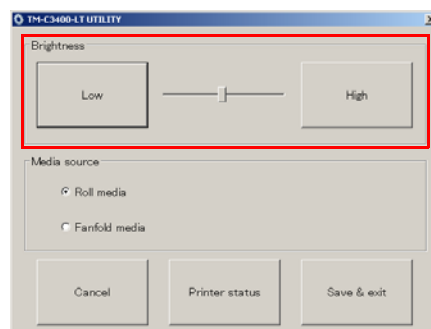 TM-C3400-LT UTILITY
Brightness
Low
High
Media source
Roll media
Fanfold media
Cancel
Printer status
Save & exit